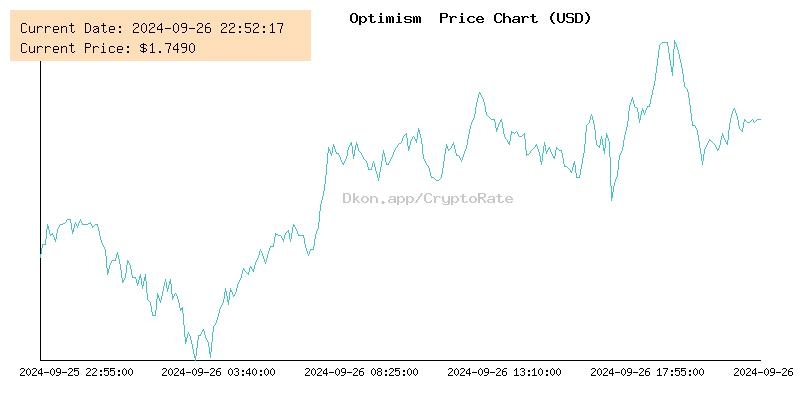 Optimism Price Chart (USD)
Current Date: 2024-09-26 22:52:17
Current Price: $1.7490
Dkon.app/CryptoRate
2024-09-25 22:55:00 2024-09-26 03:40:00 2024-09-26 08:25:00 2024-09-26 13:10:00 2024-09-26 17:55:00 2024-09-26